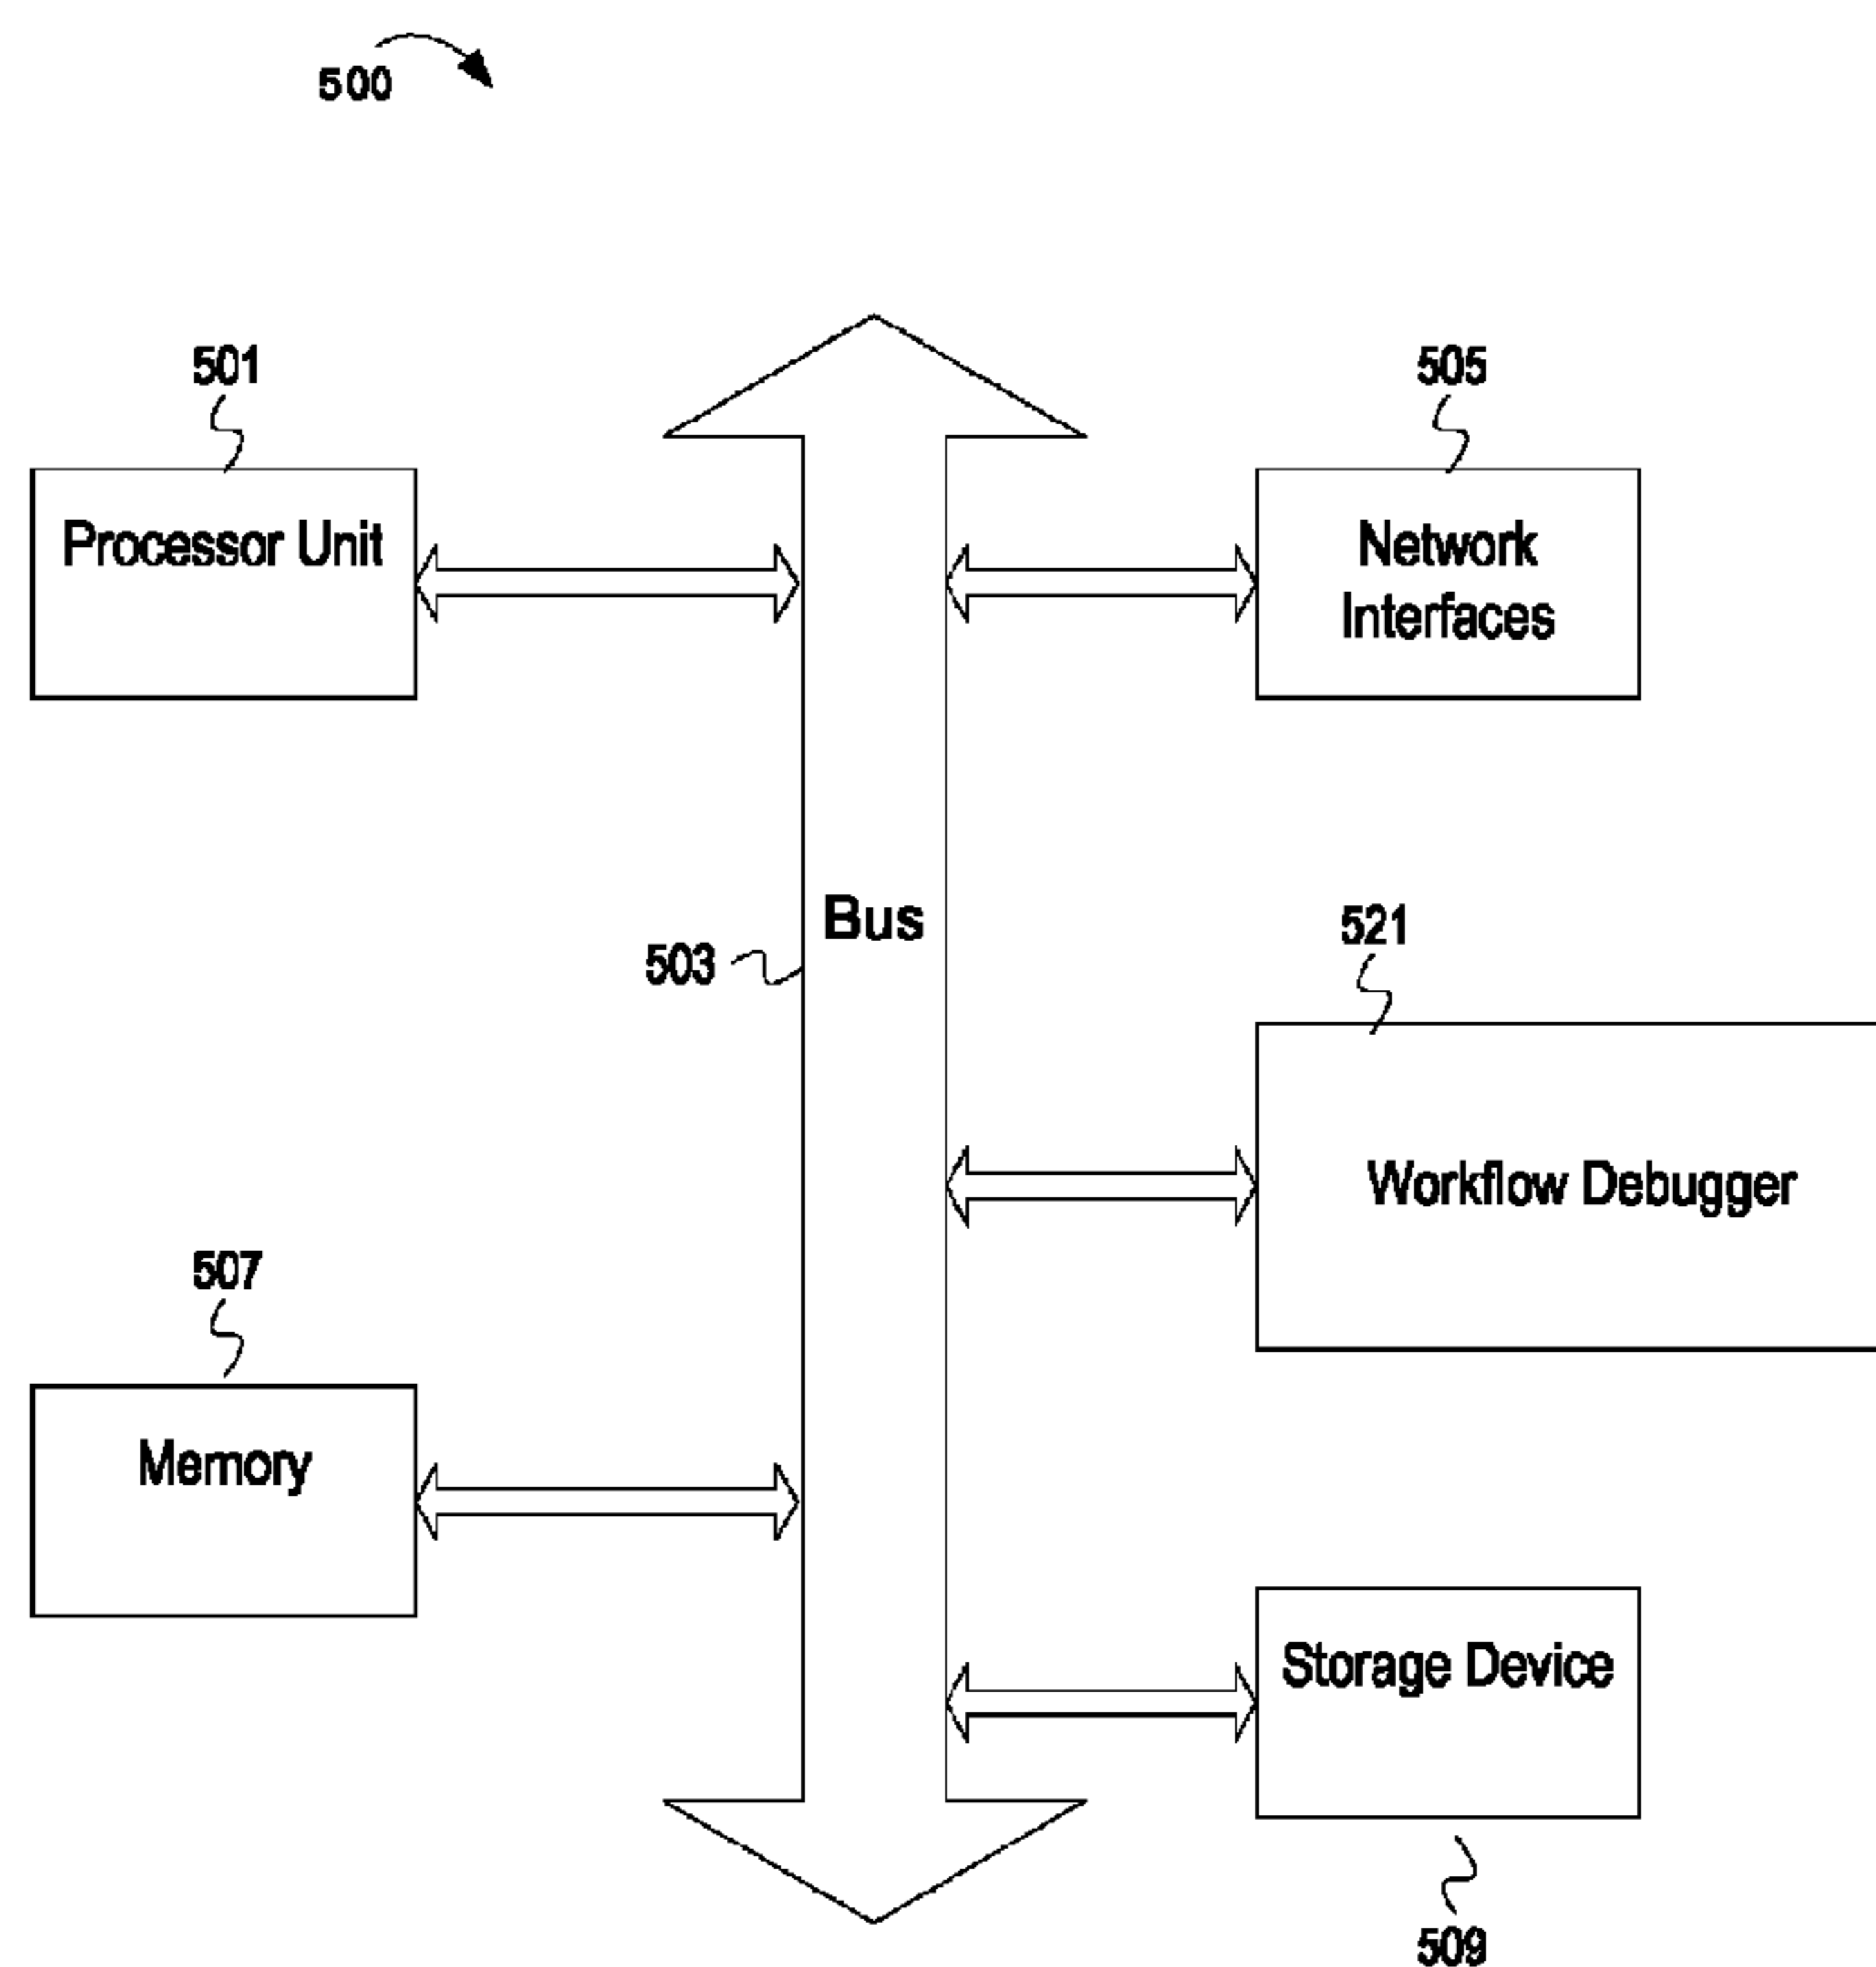 500
501
Processor Unit
505
Network
Interfaces
Bus
503
521
Workflow Debugger
507
Memory
Storage Device
509